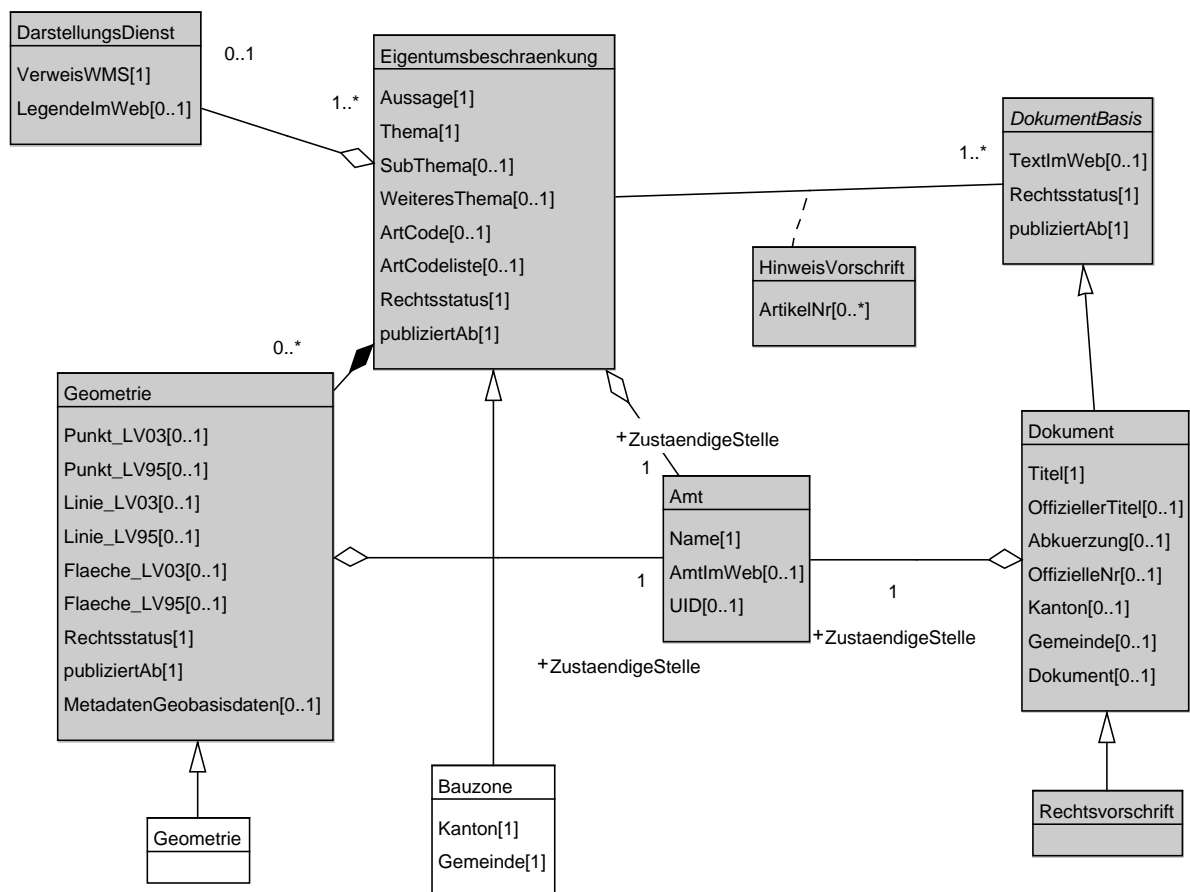 DarstellungsDienst
VerweisWMS[1]
LegendeImWeb[0..1]
0..1
1..*
Eigentumsbeschraenkung
Aussage[1]
Thema[1]
SubThema[0..1]
WeiteresThema[0..1]
ArtCode[0..1]
ArtCodeliste[0..1]
Rechtsstatus[1]
publiziertAb[1]
1..*
DokumentBasis
TextImWeb[0..1]
Rechtsstatus[1]
publiziertAb[1]
HinweisVorschrift
ArtikelNr[0..*]
0..*
Geometrie
Punkt_LV03[0..1]
Punkt_LV95[0..1]
Linie_LV03[0..1]
Linie_LV95[0..1]
Flaeche_LV03[0..1]
Flaeche_LV95[0..1]
Rechtsstatus[1]
publiziertAb[1]
MetadatenGeobasisdaten[0..1]
+ZustaendigeStelle
1
Amt
Name[1]
AmtImWeb[0..1]
UID[0..1]
1
+ZustaendigeStelle
1
+ZustaendigeStelle
Dokument
Titel[1]
OffiziellerTitel[0..1]
Abkuerzung[0..1]
OffizielleNr[0..1]
Kanton[0..1]
Gemeinde[0..1]
Dokument[0..1]
Geometrie
Bauzone
Kanton[1]
Gemeinde[1]
Rechtsvorschrift